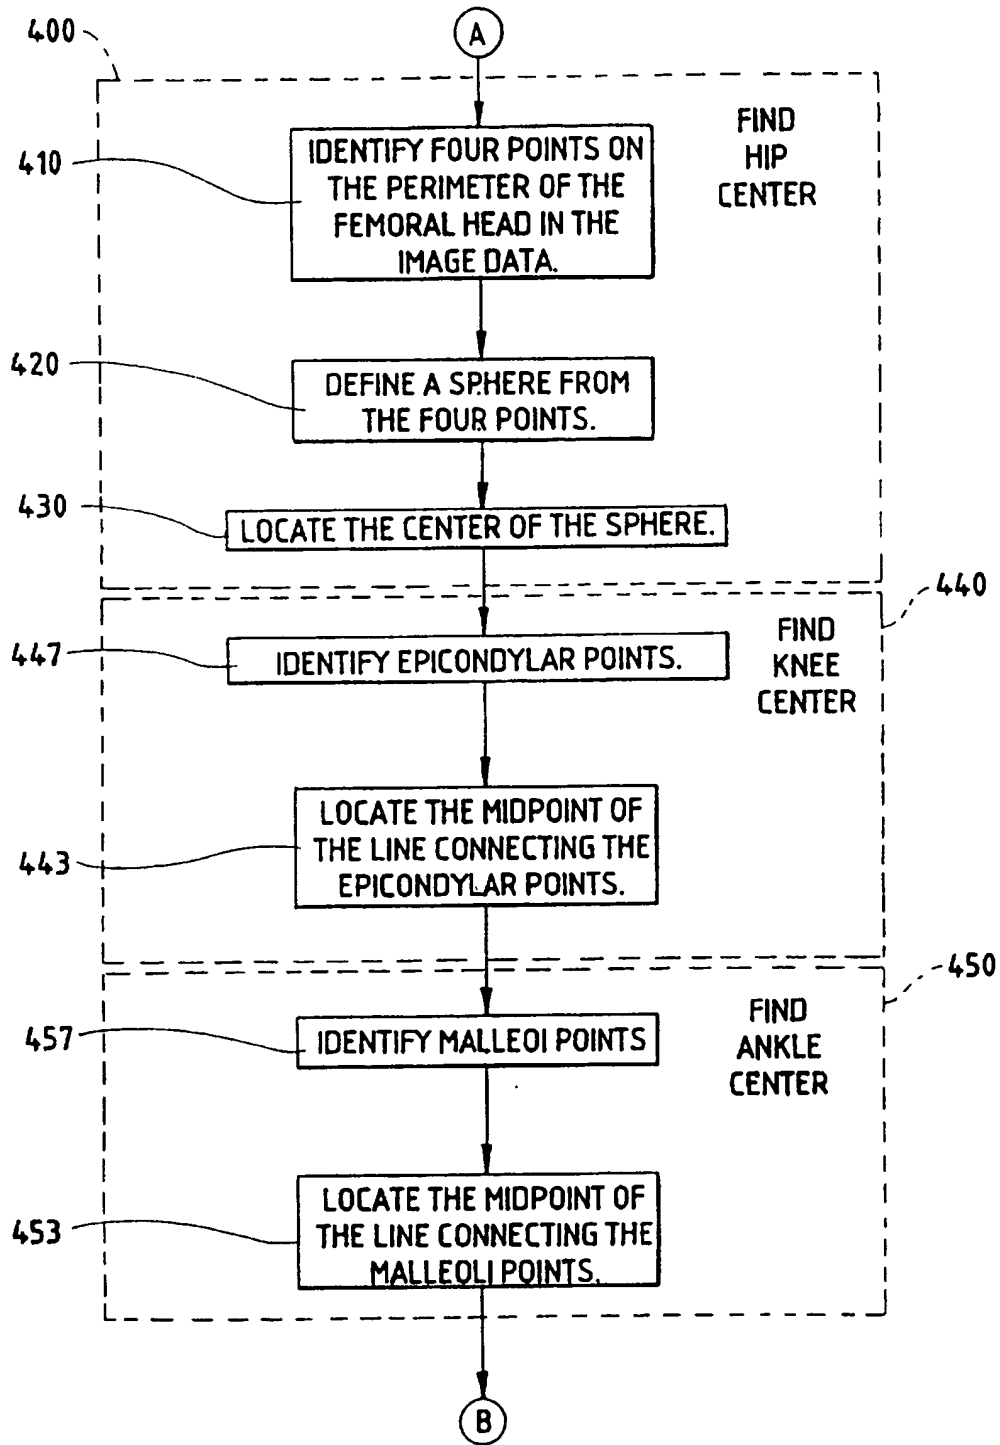 400
A
FIND
HIP
CENTER
410
IDENTIFY FOUR POINTS ON
THE PERIMETER OF THE
FEMORAL HEAD IN THE
IMAGE DATA.
420
DEFINE A SPHERE FROM
THE FOUR POINTS.
430
LOCATE THE CENTER OF THE SPHERE.
440
FIND
KNEE
CENTER
447
IDENTIFY EPICONDYLAR POINTS.
443
LOCATE THE MIDPOINT OF
THE LINE CONNECTING THE
EPICONDYLAR POINTS.
450
FIND
ANKLE
CENTER
457
IDENTIFY MALLEOI POINTS
453
LOCATE THE MIDPOINT OF
THE LINE CONNECTING THE
MALLEOLI POINTS.
B